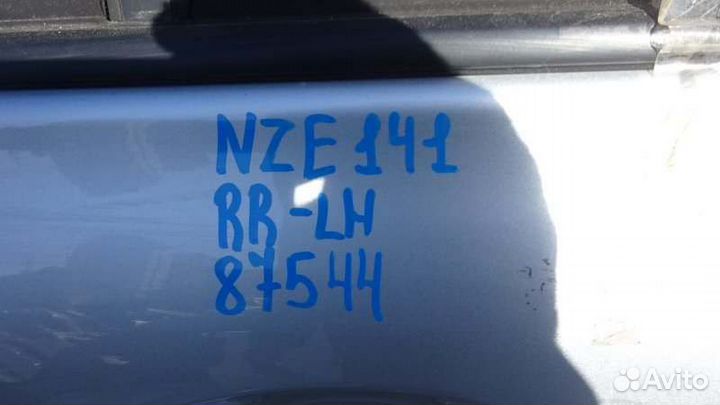 NZE141
RR-LH
87544
Avito